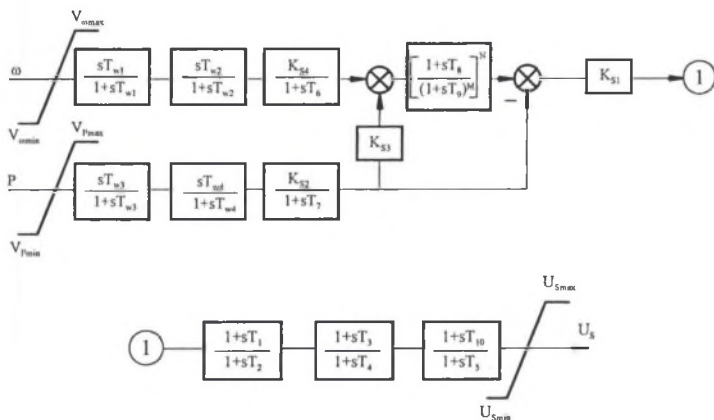 Vωmax
ω
sTw1 / 1+sTw1
sTw2 / 1+sTw2
KS4 / 1+sT6
[ 1+sT8 / (1+sT9)^M ]^N
−
KS1
1
Vωmin
VPmax
KS3
P
sTw3 / 1+sTw3
sTw4 / 1+sTw4
KS2 / 1+sT7
VPmin
USmax
1
1+sT1 / 1+sT2
1+sT3 / 1+sT4
1+sT10 / 1+sT5
US
USmin